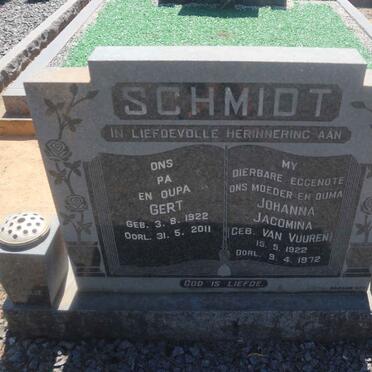 SCHMIDT
IN LIEFDEVOLLE HERINNERING AAN
ONS
PA
EN OUPA
GERT
GEB. 3. 8. 1922
OORL. 31. 5. 2011
MY
DIERBARE EGGENOTE
ONS MOEDER EN OUMA
JOHANNA
JACOMINA
(GEB. VAN VUUREN)
15. 5. 1922
OORL. 9. 4. 1972
GOD IS LIEFDE.